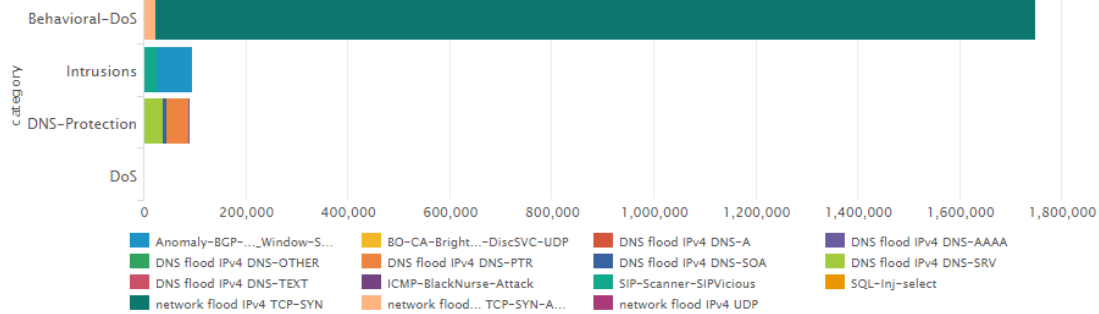 Behavioral-DoS
Intrusions
DNS-Protection
DoS
category
0 200,000 400,000 600,000 800,000 1,000,000 1,200,000 1,400,000 1,600,000 1,800,000
Anomaly-BGP-..._Window-S... BO-CA-Bright...-DiscSVC-UDP DNS flood IPv4 DNS-A DNS flood IPv4 DNS-AAAA
DNS flood IPv4 DNS-OTHER DNS flood IPv4 DNS-PTR DNS flood IPv4 DNS-SOA DNS flood IPv4 DNS-SRV
DNS flood IPv4 DNS-TEXT ICMP-BlackNurse-Attack SIP-Scanner-SIPVicious SQL-Inj-select
network flood IPv4 TCP-SYN network flood... TCP-SYN-A... network flood IPv4 UDP